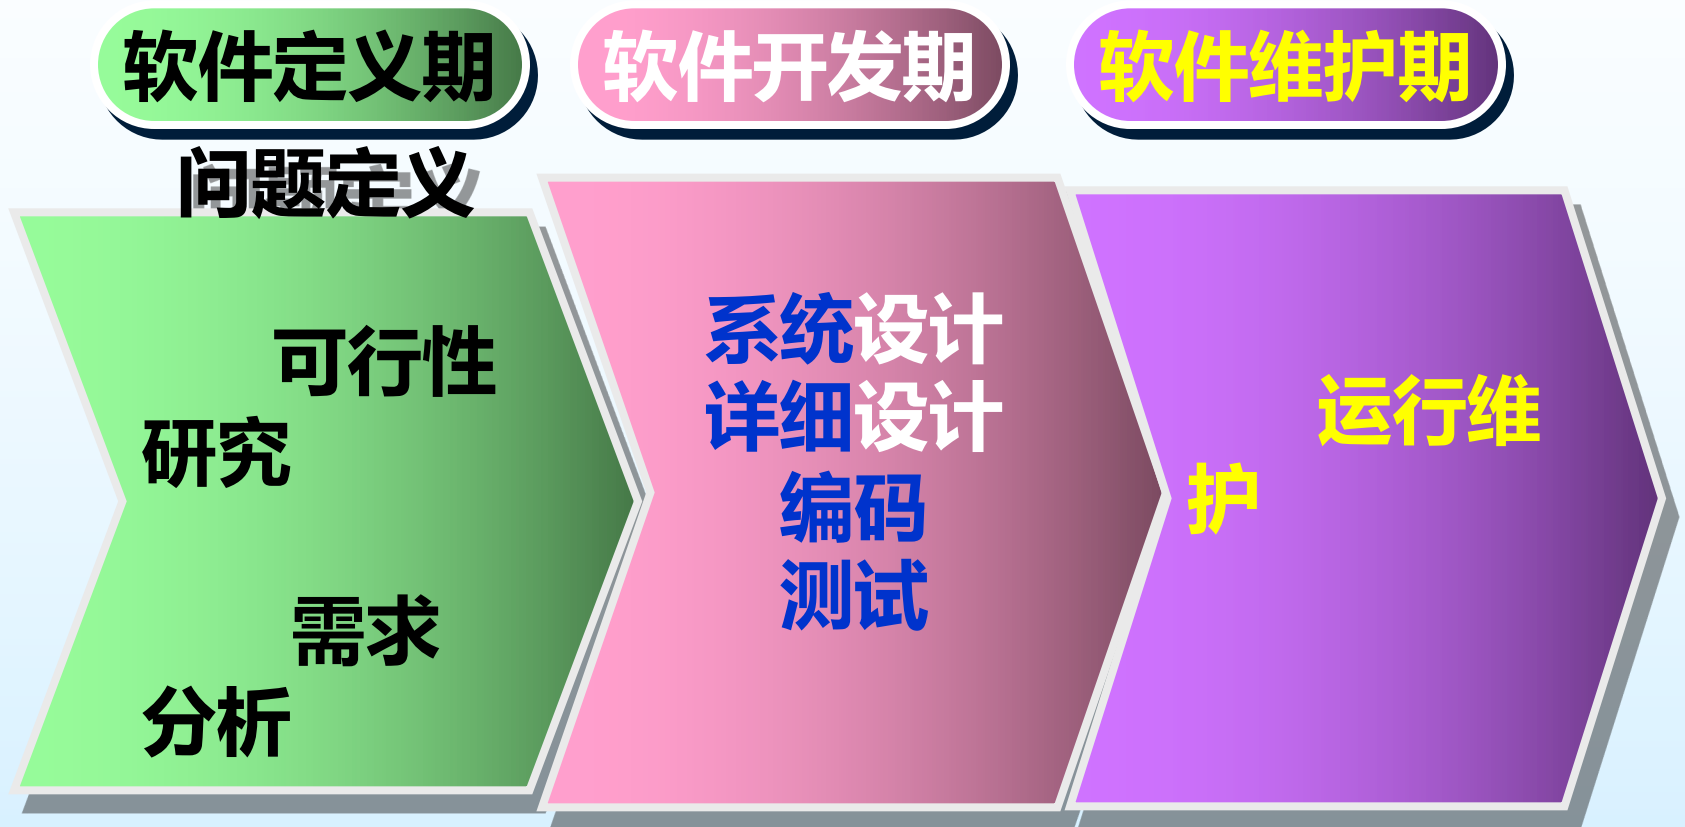 软件定义期
软件开发期
软件维护期
问题定义
可行性
研究
需求
分析
系统设计
详细设计
编码
测试
运行维
护